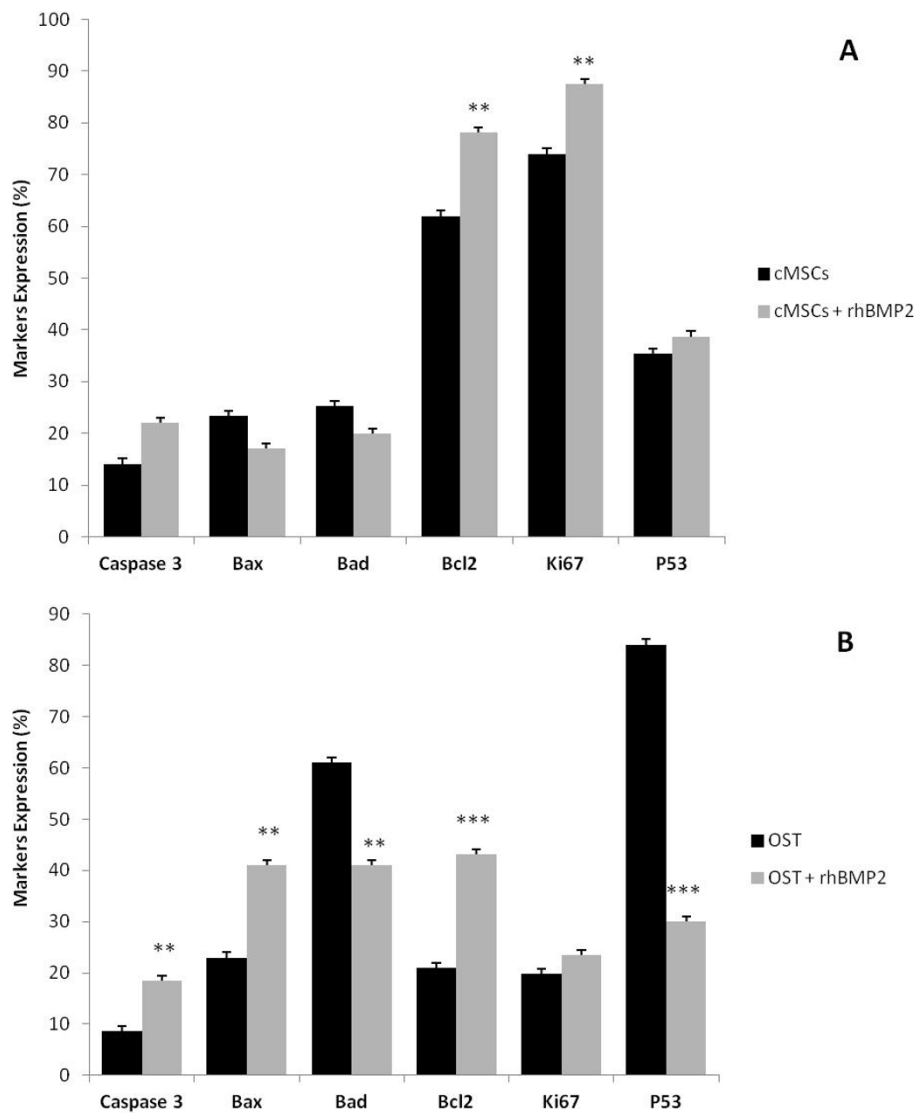 A
100
90
80
70
60
50
40
30
20
10
0
Markers Expression (%)
** **
cMSCs
cMSCs + rhBMP2
Caspase 3 Bax Bad Bcl2 Ki67 P53
B
90
80
70
60
50
40
30
20
10
0
Markers Expression (%)
** ** ** *** ***
OST
OST + rhBMP2
Caspase 3 Bax Bad Bcl2 Ki67 P53